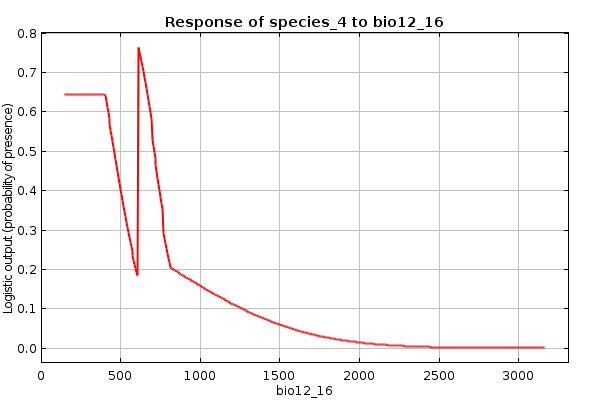 Response of species_4 to bio12_16
Logistic output (probability of presence)
0.8
0.7
0.6
0.5
0.4
0.3
0.2
0.1
0.0
0 500 1000 1500 2000 2500 3000
bio12_16